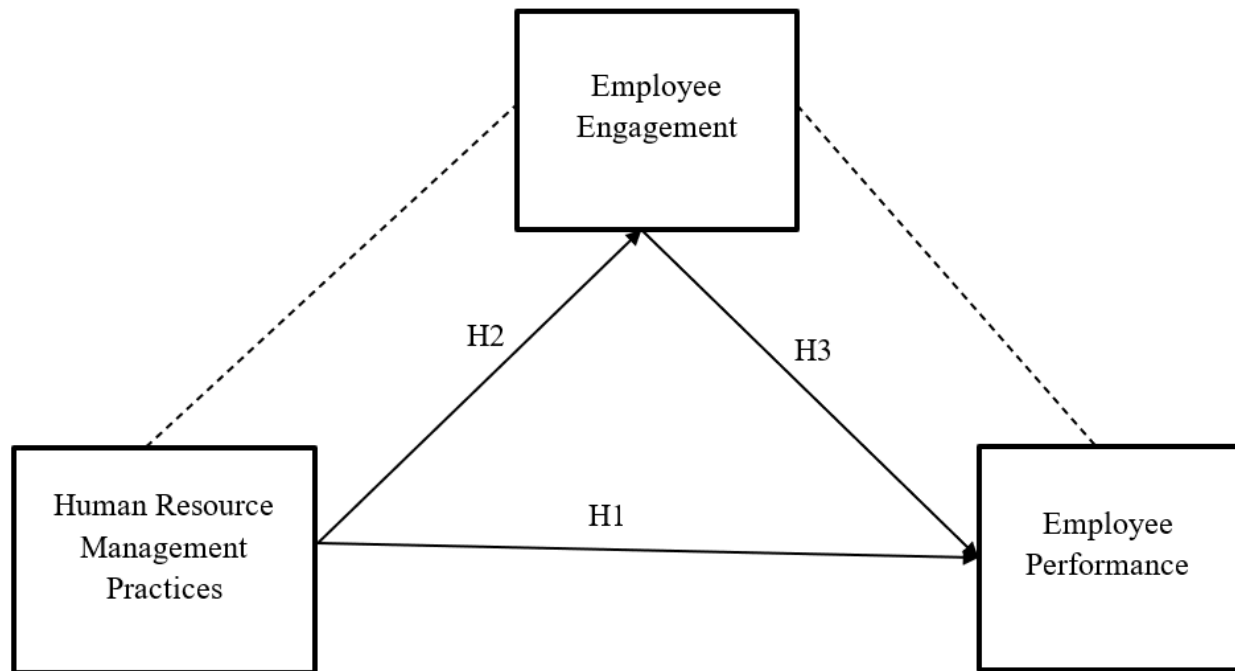 Employee
Engagement
H2
H3
Human Resource
Management
Practices
H1
Employee
Performance